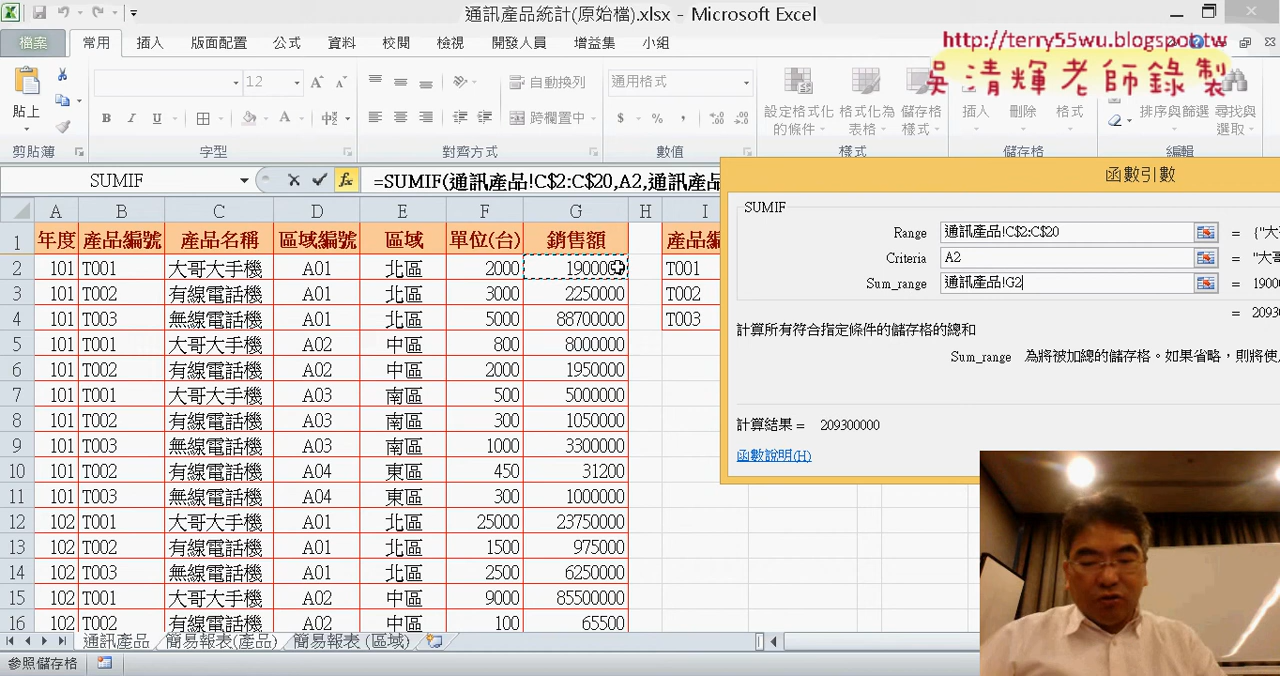 通訊產品統計(原始檔).xlsx - Microsoft Excel
http://terry55wu.blogspot.tw
吳清輝老師錄製
檔案 常用 插入 版面配置 公式 資料 校閱 檢視 開發人員 增益集 小組
貼上
12
自動換列
跨欄置中
通用格式
設定格式化的條件
格式化為表格
儲存格樣式
插入 刪除 格式
排序與篩選 尋找與選取
剪貼簿 字型 對齊方式 數值 樣式 儲存格 編輯
SUMIF
=SUMIF(通訊產品!C$2:C$20,A2,通訊產品
A B C D E F G H I
1 年度 產品編號 產品名稱 區域編號 區域 單位(台) 銷售額 產品編
2 101 T001 大哥大手機 A01 北區 2000 T001
3 101 T002 有線電話機 A01 北區 3000 2250000 T002
4 101 T003 無線電話機 A01 北區 5000 88700000 T003
5 101 T001 大哥大手機 A02 中區 800 8000000
6 101 T002 有線電話機 A02 中區 2000 1950000
7 101 T001 大哥大手機 A03 南區 500 5000000
8 101 T002 有線電話機 A03 南區 300 1050000
9 101 T003 無線電話機 A03 南區 1000 3300000
10 101 T002 有線電話機 A04 東區 450 31200
11 101 T003 無線電話機 A04 東區 300 1000000
12 102 T001 大哥大手機 A01 北區 25000 23750000
13 102 T002 有線電話機 A01 北區 1500 975000
14 102 T003 無線電話機 A01 北區 2500 6250000
15 102 T001 大哥大手機 A02 中區 9000 85500000
16 102 T002 有線電話機 A02 中區 100 65500
函數引數
SUMIF
Range 通訊產品!C$2:C$20 = {"大
Criteria A2 = "大哥
Sum_range 通訊產品!G2 = 19000
= 20930
計算所有符合指定條件的儲存格的總和
Sum_range 為將被加總的儲存格。如果省略，則將使
計算結果 = 209300000
函數說明(H)
通訊產品 簡易報表(產品) 簡易報表 (區域)
參照儲存格